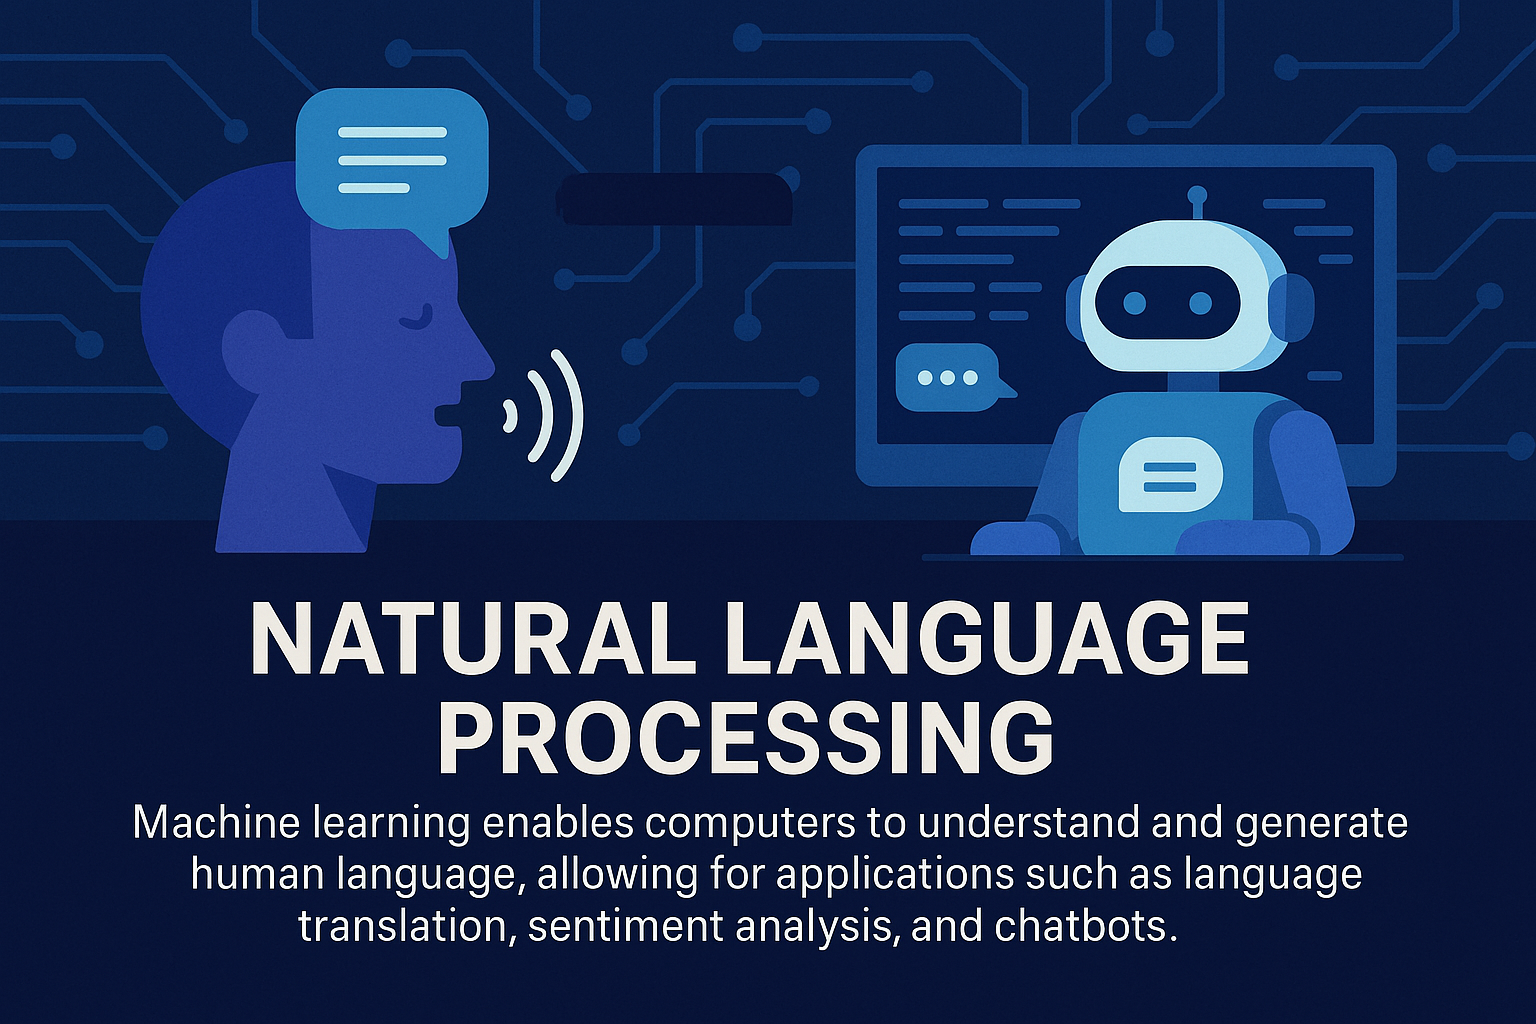 NATURAL LANGUAGE
PROCESSING
Machine learning enables computers to understand and generate
human language, allowing for applications such as language
translation, sentiment analysis, and chatbots.